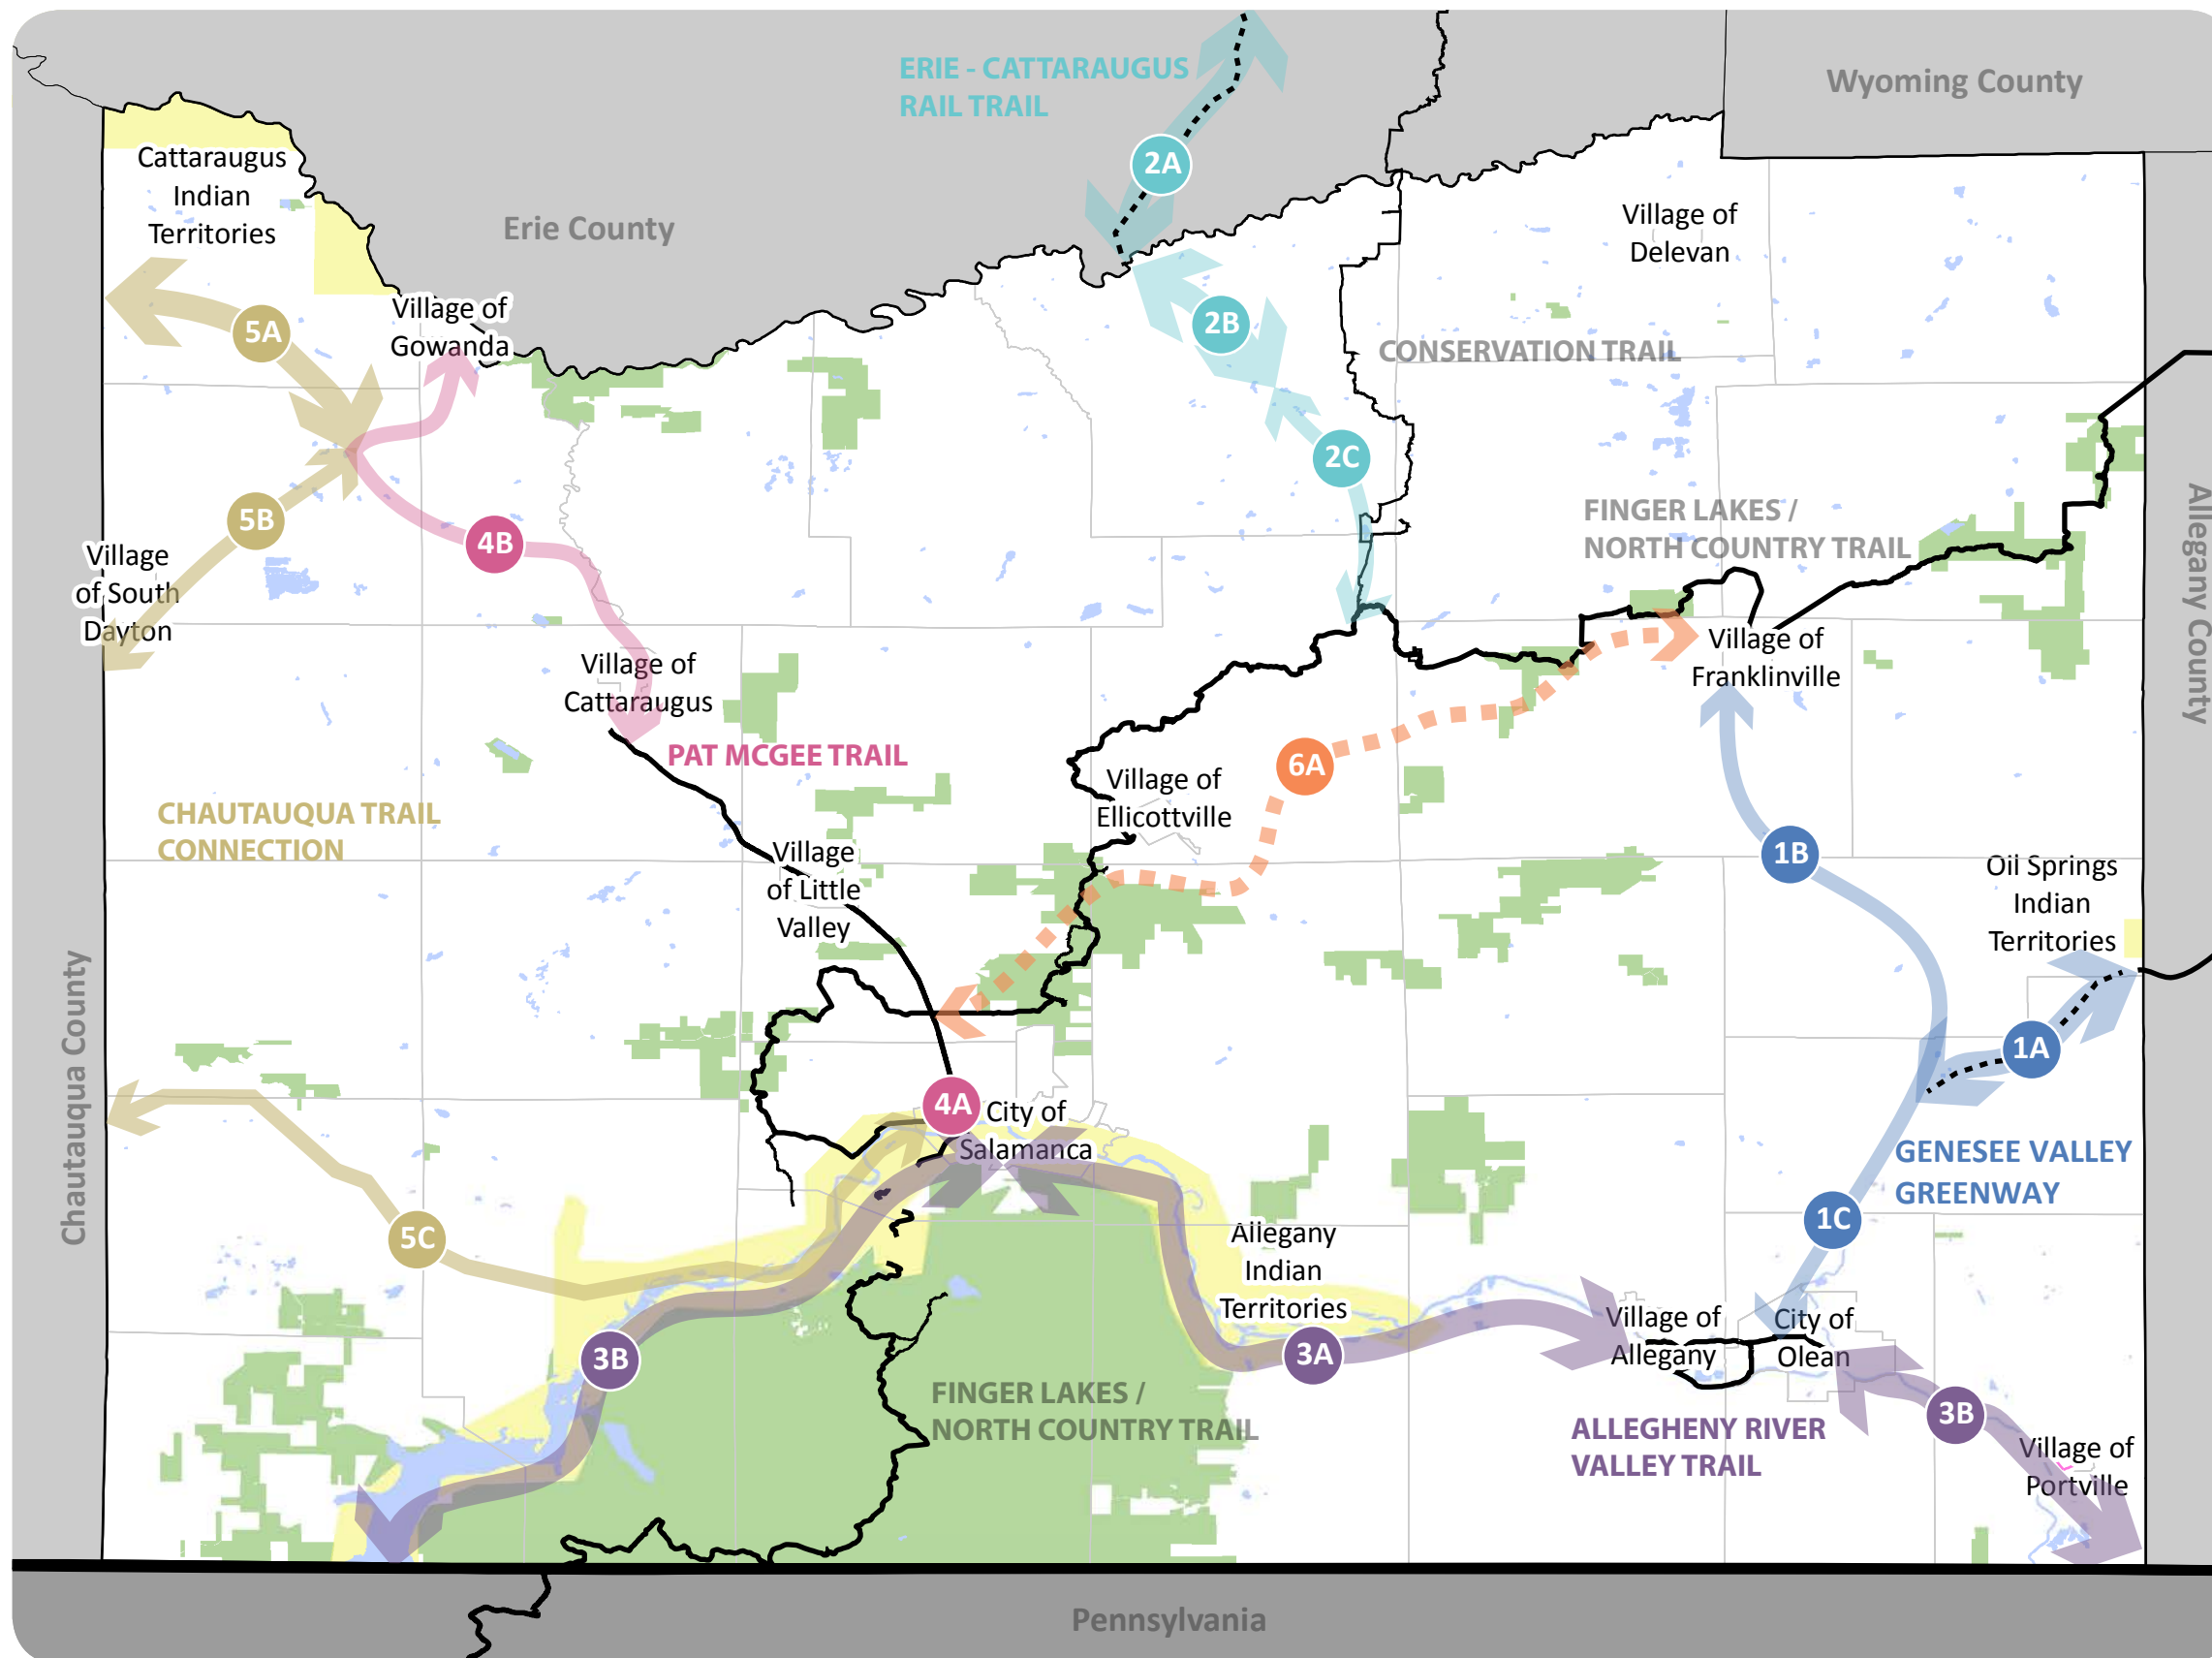 ERIE - CATTARAUGUS
RAIL TRAIL
Wyoming County
2A
Cattaraugus
Indian
Territories
Erie County
Village of
Delevan
5A
Village of
Gowanda
2B
CONSERVATION TRAIL
2C
5B
4B
FINGER LAKES /
NORTH COUNTRY TRAIL
Allegany County
Village
of South
Dayton
Village of
Cattaraugus
Village of
Franklinville
PAT MCGEE TRAIL
6A
Village of
Ellicottville
CHAUTAUQUA TRAIL
CONNECTION
Village
of Little
Valley
1B
Oil Springs
Indian
Territories
Chautauqua County
1A
4A
City of
Salamanca
GENESEE VALLEY
GREENWAY
5C
1C
Allegany
Indian
Territories
3B
3A
Village of
Allegany
City of
Olean
FINGER LAKES /
NORTH COUNTRY TRAIL
ALLEGHENY RIVER
VALLEY TRAIL
3B
Village of
Portville
Pennsylvania